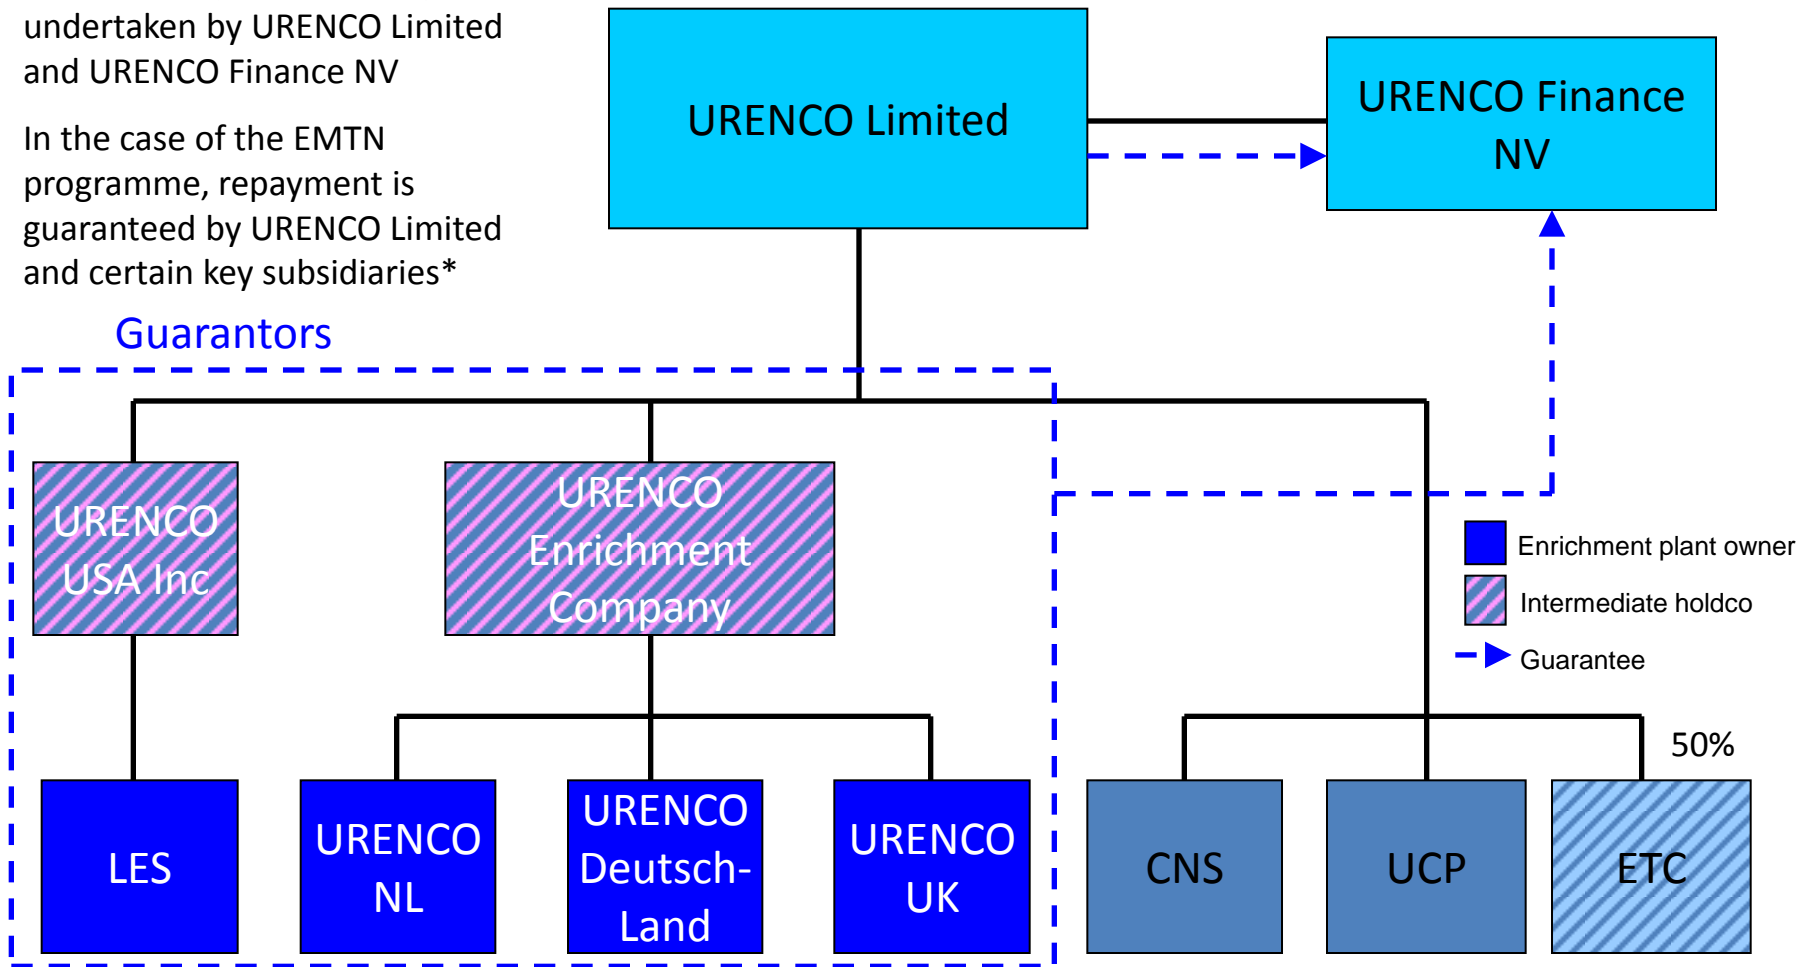 undertaken by URENCO Limited
and URENCO Finance NV
In the case of the EMTN
programme, repayment is
guaranteed by URENCO Limited
and certain key subsidiaries*
URENCO Limited
URENCO Finance
NV
Guarantors
URENCO
USA Inc
URENCO
Enrichment
Company
Enrichment plant owner
Intermediate holdco
Guarantee
50%
LES
URENCO
NL
URENCO
Deutsch-
Land
URENCO
UK
CNS
UCP
ETC